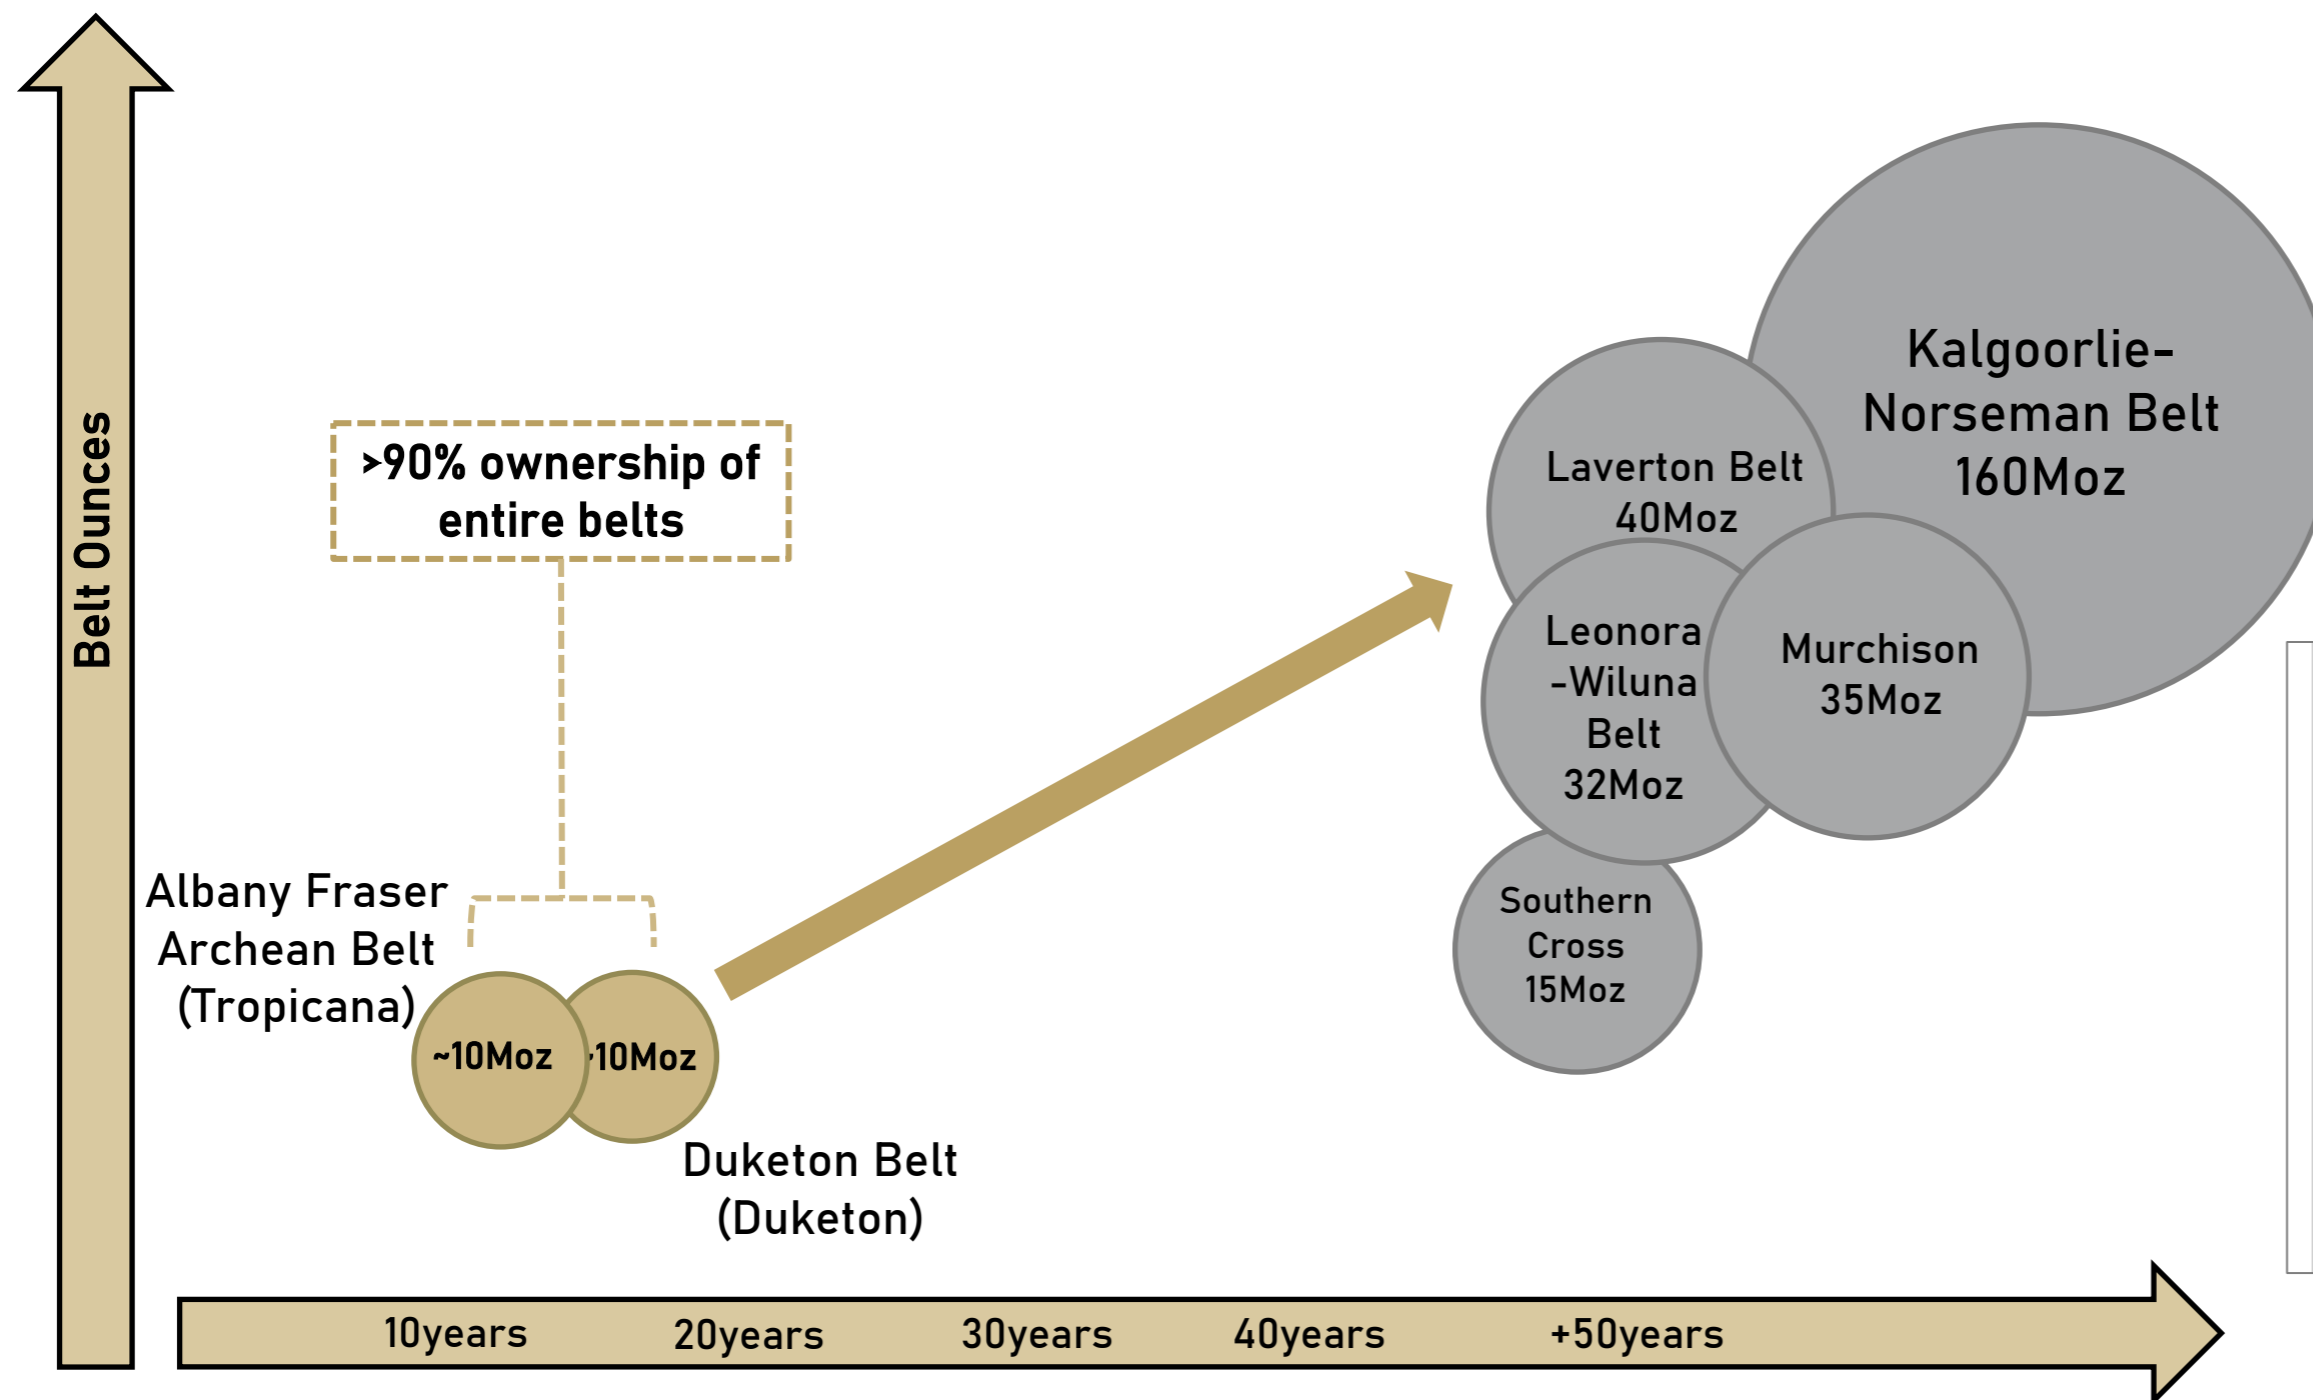 Belt Ounces
>90% ownership of
entire belts
Albany Fraser
Archean Belt
(Tropicana)
~10Moz
~10Moz
Duketon Belt
(Duketon)
Kalgoorlie-
Norseman Belt
160Moz
Laverton Belt
40Moz
Leonora
-Wiluna
Belt
32Moz
Murchison
35Moz
Southern
Cross
15Moz
10years
20years
30years
40years
+50years